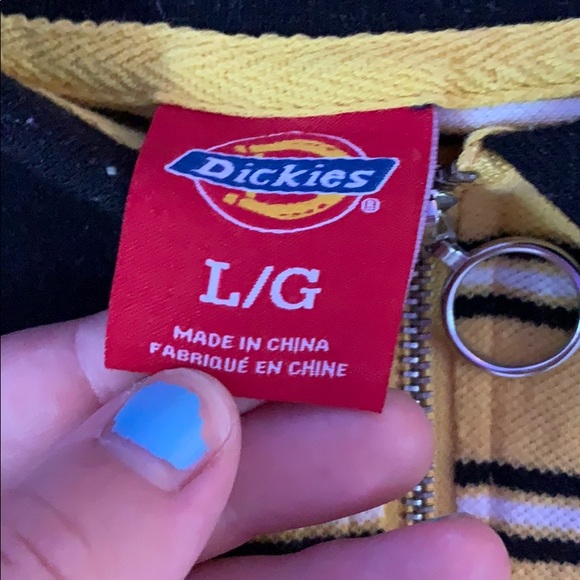 Dickies
L/G
MADE IN CHINA
FABRIQUÉ EN CHINE